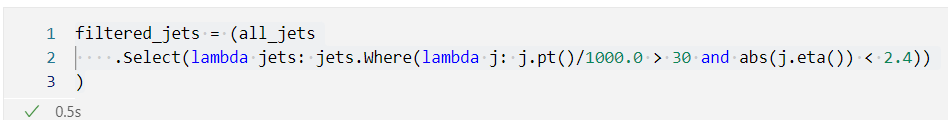 1 filtered_jets = (all_jets
2     .Select(lambda jets: jets.Where(lambda j: j.pt()/1000.0 > 30 and abs(j.eta()) < 2.4))
3 )
0.5s